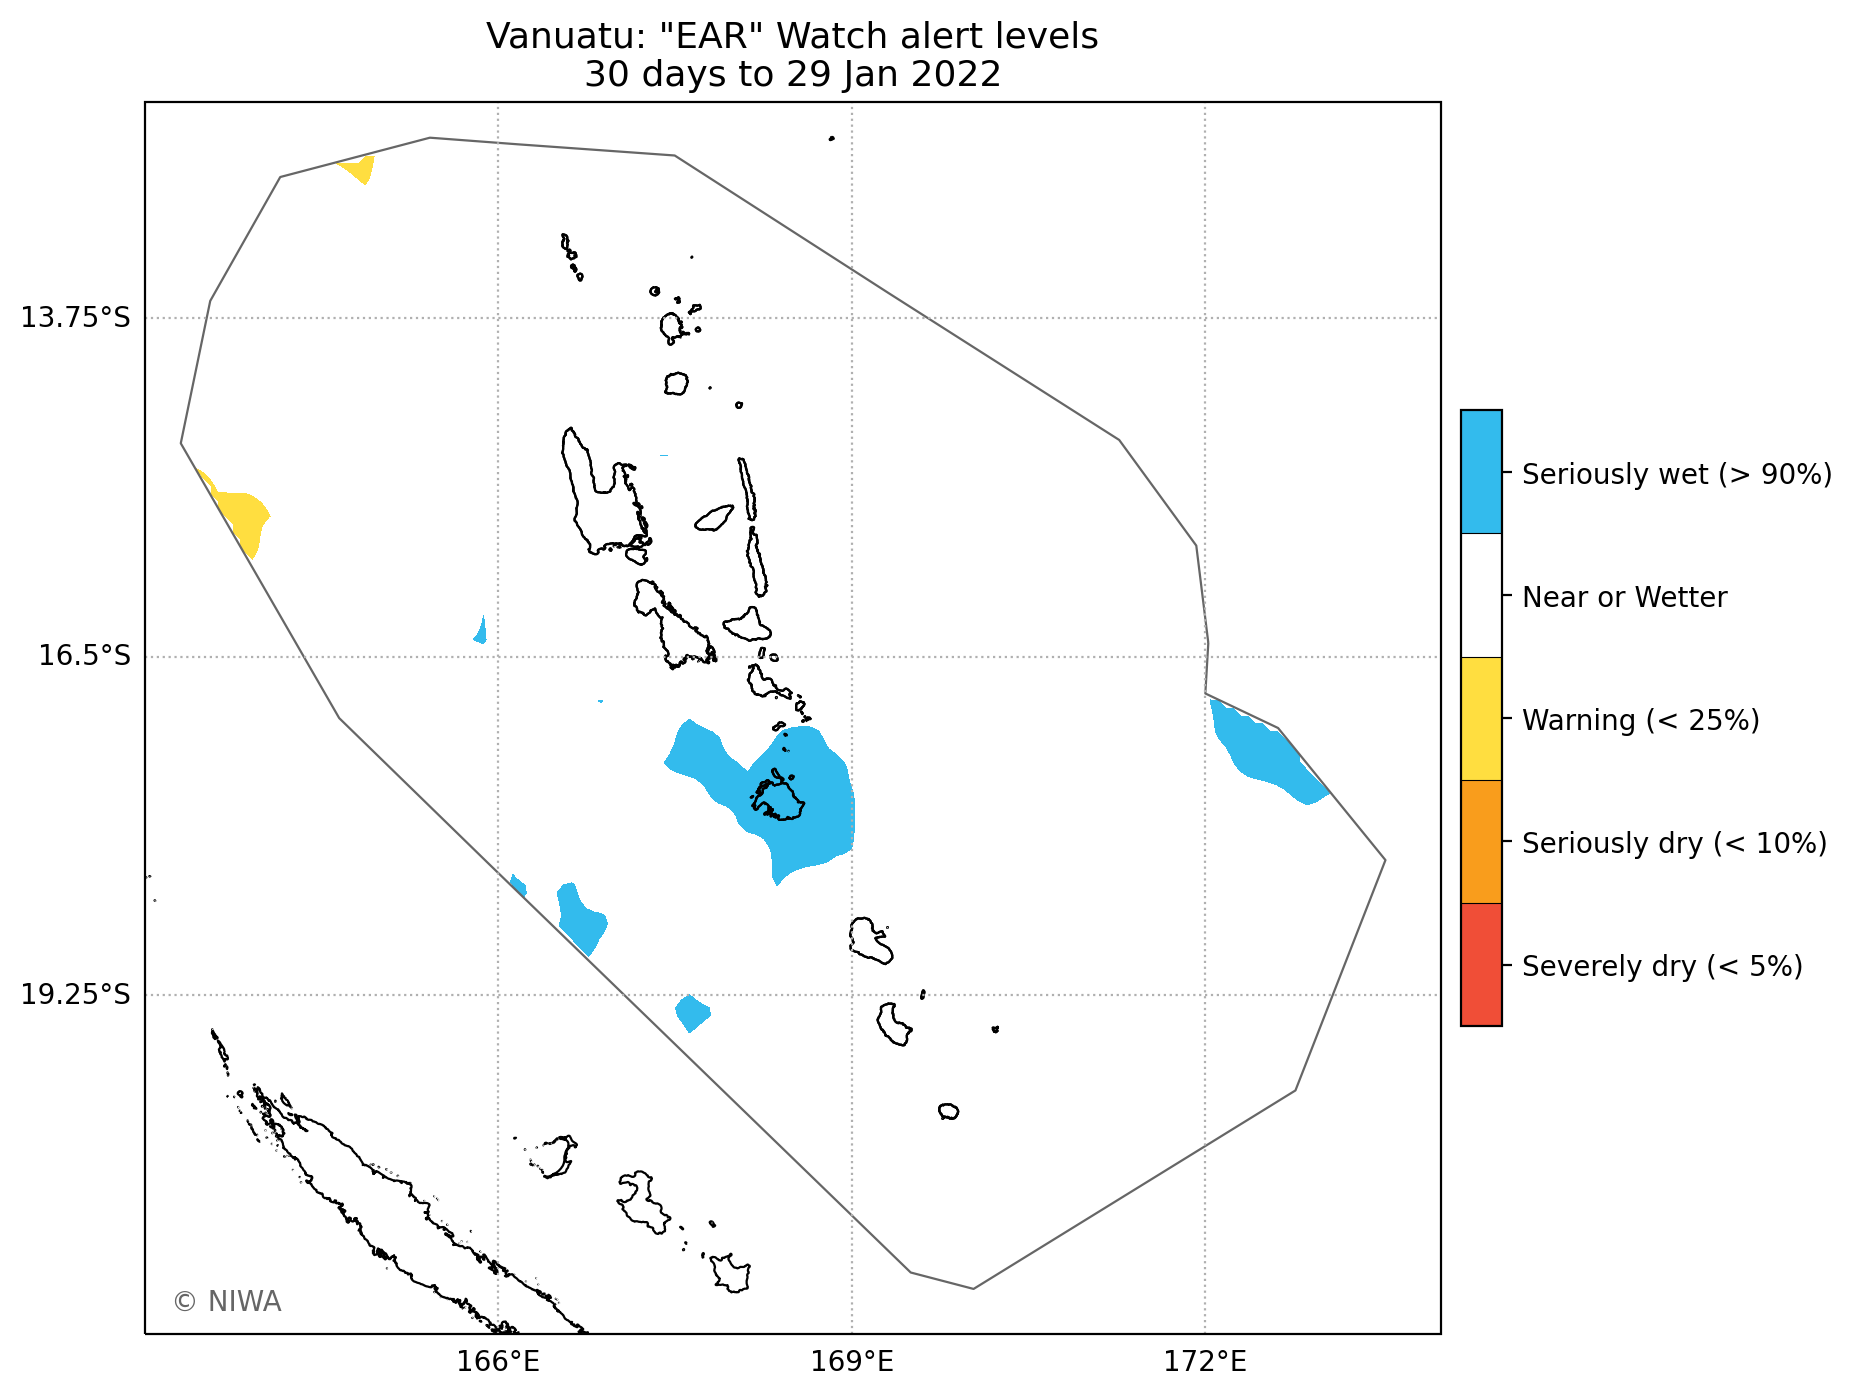 Vanuatu: "EAR" Watch alert levels
30 days to 29 Jan 2022
13.75°S
16.5°S
19.25°S
166°E
169°E
172°E
Seriously wet (> 90%)
Near or Wetter
Warning (< 25%)
Seriously dry (< 10%)
Severely dry (< 5%)
© NIWA